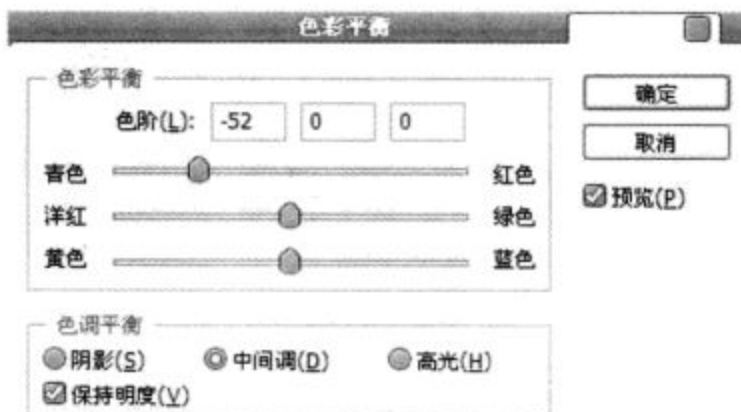 色彩平衡
色彩平衡
色阶(L): -52 0 0
青色 红色
洋红 绿色
黄色 蓝色
确定
取消
预览(P)
色调平衡
阴影(S) 中间调(D) 高光(H)
保持明度(V)